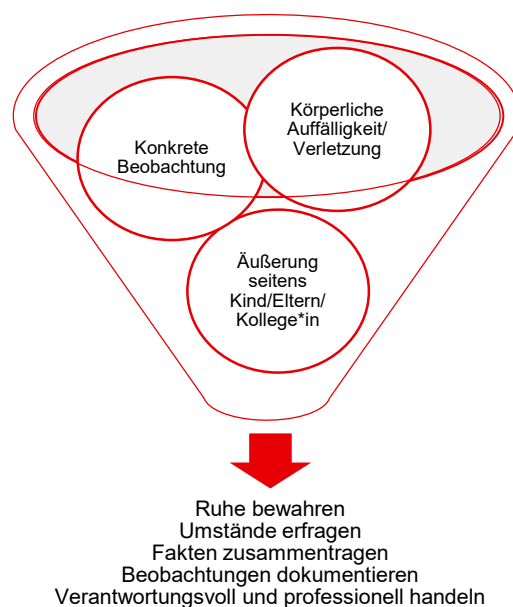 Konkrete
Beobachtung
Körperliche
Auffälligkeit/
Verletzung
Äußerung
seitens
Kind/Eltern/
Kollege*in
Ruhe bewahren
Umstände erfragen
Fakten zusammentragen
Beobachtungen dokumentieren
Verantwortungsvoll und professionell handeln